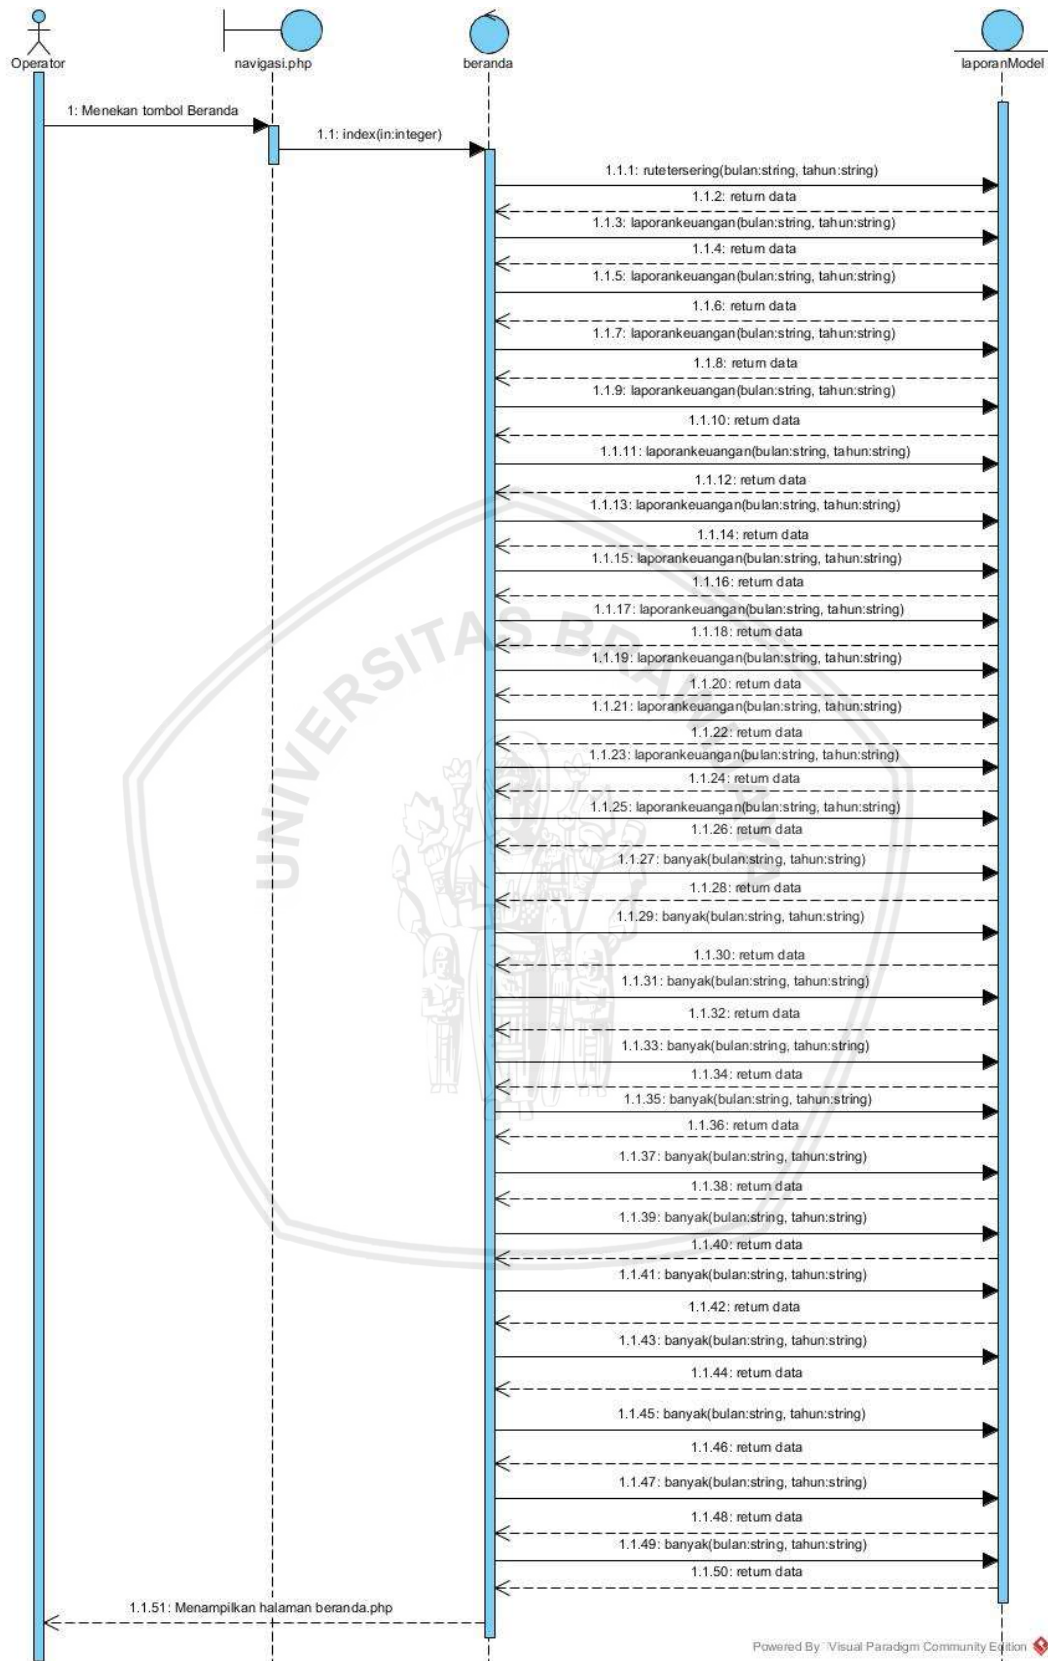 Operator
navigasi.php
beranda
laporanModel
1: Menekan tombol Beranda
1.1: index(in:integer)
1.1.1: rutetersering(bulan:string, tahun:string)
1.1.2: return data
1.1.3: laporankeuangan(bulan:string, tahun:string)
1.1.4: return data
1.1.5: laporankeuangan(bulan:string, tahun:string)
1.1.6: return data
1.1.7: laporankeuangan(bulan:string, tahun:string)
1.1.8: return data
1.1.9: laporankeuangan(bulan:string, tahun:string)
1.1.10: return data
1.1.11: laporankeuangan(bulan:string, tahun:string)
1.1.12: return data
1.1.13: laporankeuangan(bulan:string, tahun:string)
1.1.14: return data
1.1.15: laporankeuangan(bulan:string, tahun:string)
1.1.16: return data
1.1.17: laporankeuangan(bulan:string, tahun:string)
1.1.18: return data
1.1.19: laporankeuangan(bulan:string, tahun:string)
1.1.20: return data
1.1.21: laporankeuangan(bulan:string, tahun:string)
1.1.22: return data
1.1.23: laporankeuangan(bulan:string, tahun:string)
1.1.24: return data
1.1.25: laporankeuangan(bulan:string, tahun:string)
1.1.26: return data
1.1.27: banyak(bulan:string, tahun:string)
1.1.28: return data
1.1.29: banyak(bulan:string, tahun:string)
1.1.30: return data
1.1.31: banyak(bulan:string, tahun:string)
1.1.32: return data
1.1.33: banyak(bulan:string, tahun:string)
1.1.34: return data
1.1.35: banyak(bulan:string, tahun:string)
1.1.36: return data
1.1.37: banyak(bulan:string, tahun:string)
1.1.38: return data
1.1.39: banyak(bulan:string, tahun:string)
1.1.40: return data
1.1.41: banyak(bulan:string, tahun:string)
1.1.42: return data
1.1.43: banyak(bulan:string, tahun:string)
1.1.44: return data
1.1.45: banyak(bulan:string, tahun:string)
1.1.46: return data
1.1.47: banyak(bulan:string, tahun:string)
1.1.48: return data
1.1.49: banyak(bulan:string, tahun:string)
1.1.50: return data
1.1.51: Menampilkan halaman beranda.php
UNIVERSITAS BRAWIJAYA
Powered By Visual Paradigm Community Edition